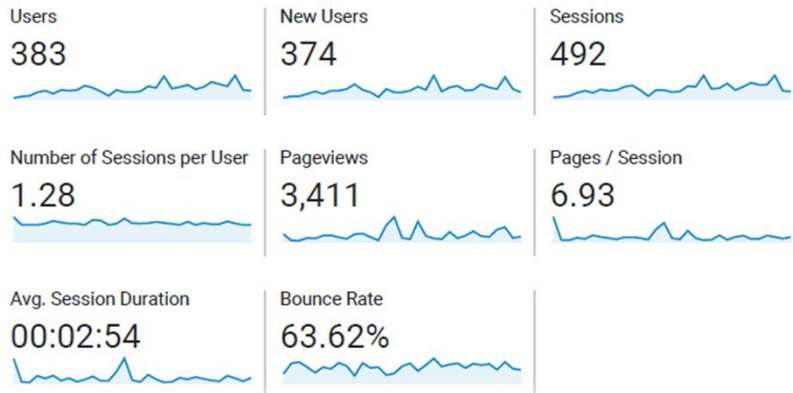 Users
383
New Users
374
Sessions
492
Number of Sessions per User
1.28
Pageviews
3,411
Pages / Session
6.93
Avg. Session Duration
00:02:54
Bounce Rate
63.62%